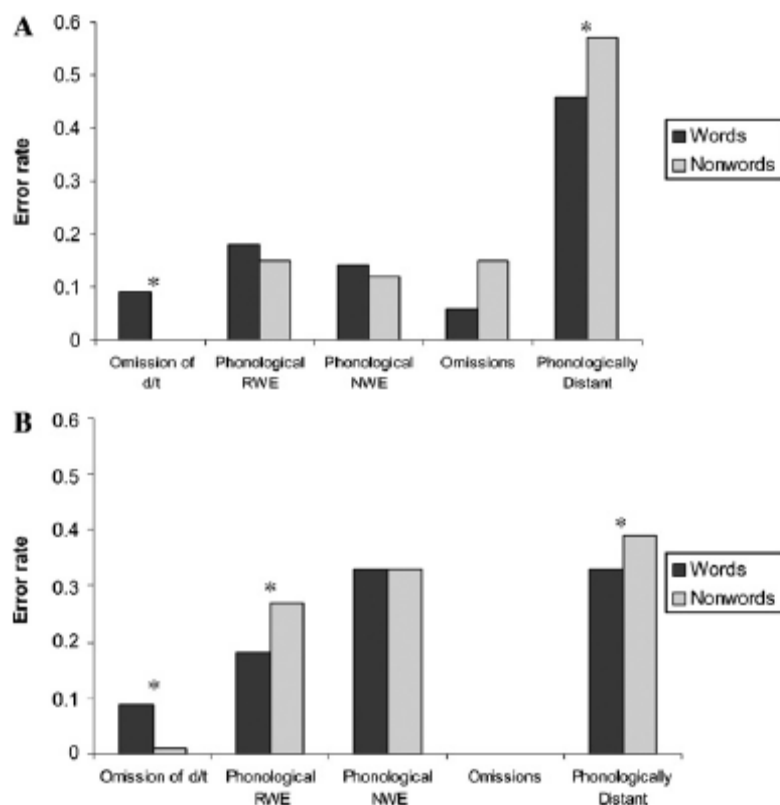 A
0.6
0.5
0.4
0.3
0.2
0.1
0
Error rate
*
*
Omission of d/t
Phonological RWE
Phonological NWE
Omissions
Phonologically Distant
Words
Nonwords
B
0.6
0.5
0.4
0.3
0.2
0.1
0
Error rate
*
*
*
Omission of d/t
Phonological RWE
Phonological NWE
Omissions
Phonologically Distant
Words
Nonwords